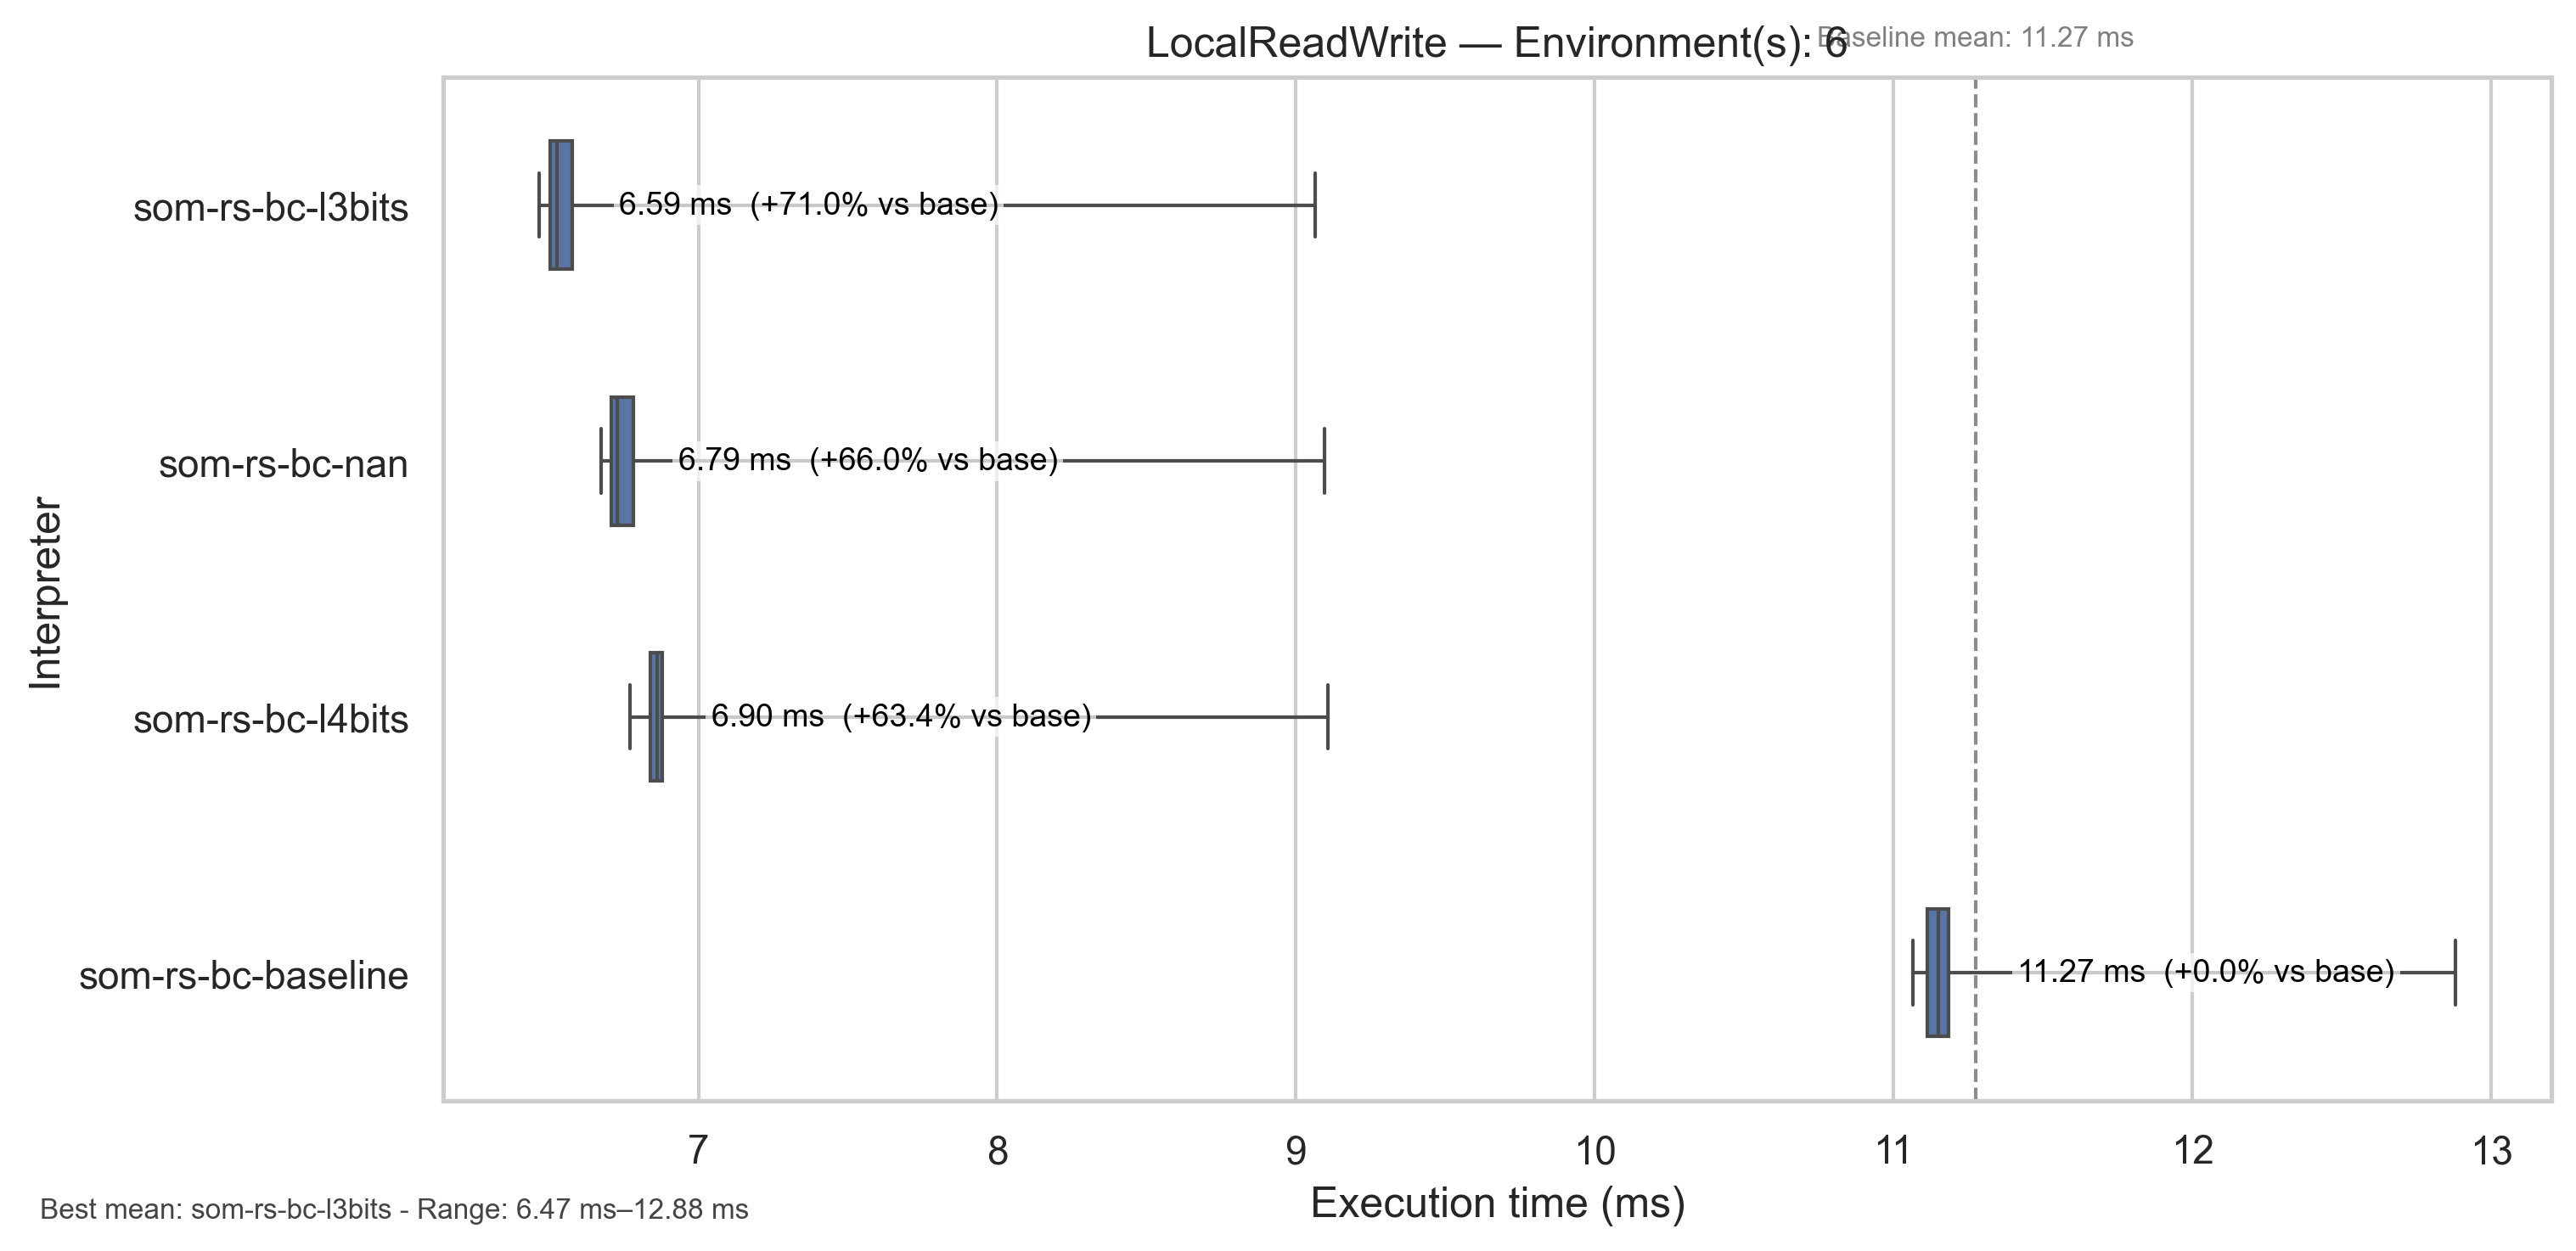 LocalReadWrite — Environment(s): 6
Baseline mean: 11.27 ms
som-rs-bc-l3bits
6.59 ms (+71.0% vs base)
som-rs-bc-nan
6.79 ms (+66.0% vs base)
Interpreter
som-rs-bc-l4bits
6.90 ms (+63.4% vs base)
som-rs-bc-baseline
11.27 ms (+0.0% vs base)
7 8 9 10 11 12 13
Execution time (ms)
Best mean: som-rs-bc-l3bits - Range: 6.47 ms–12.88 ms